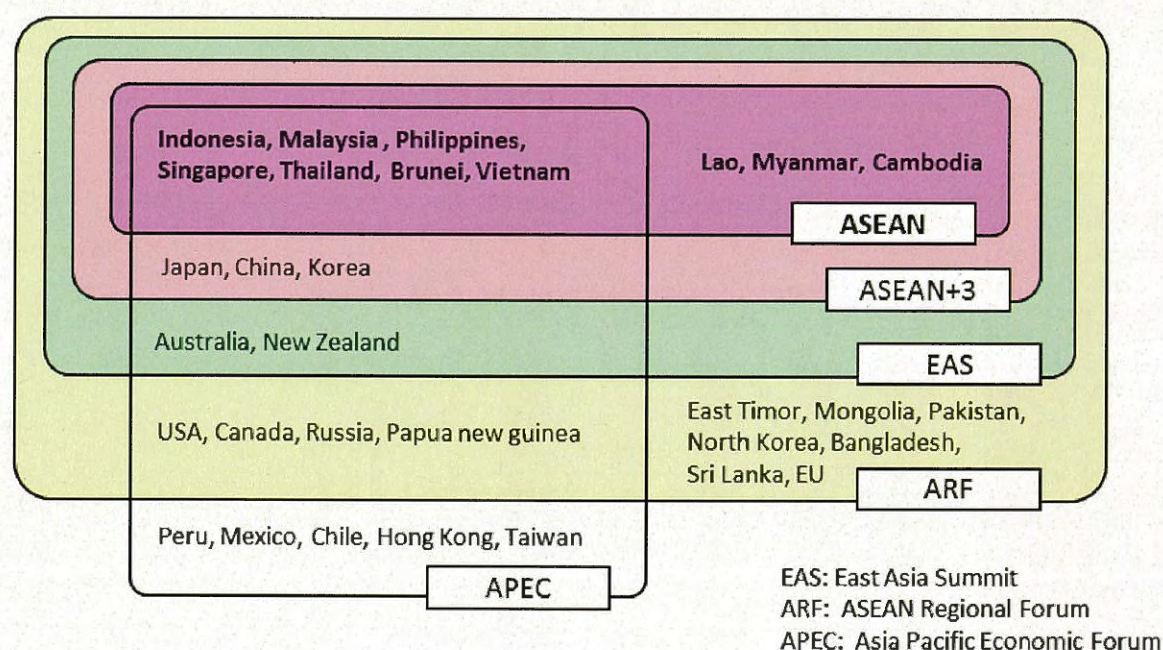 Indonesia, Malaysia, Philippines,
Singapore, Thailand, Brunei, Vietnam
Lao, Myanmar, Cambodia
ASEAN
Japan, China, Korea
ASEAN+3
Australia, New Zealand
EAS
USA, Canada, Russia, Papua new guinea
East Timor, Mongolia, Pakistan,
North Korea, Bangladesh,
Sri Lanka, EU
ARF
Peru, Mexico, Chile, Hong Kong, Taiwan
APEC
EAS: East Asia Summit
ARF: ASEAN Regional Forum
APEC: Asia Pacific Economic Forum